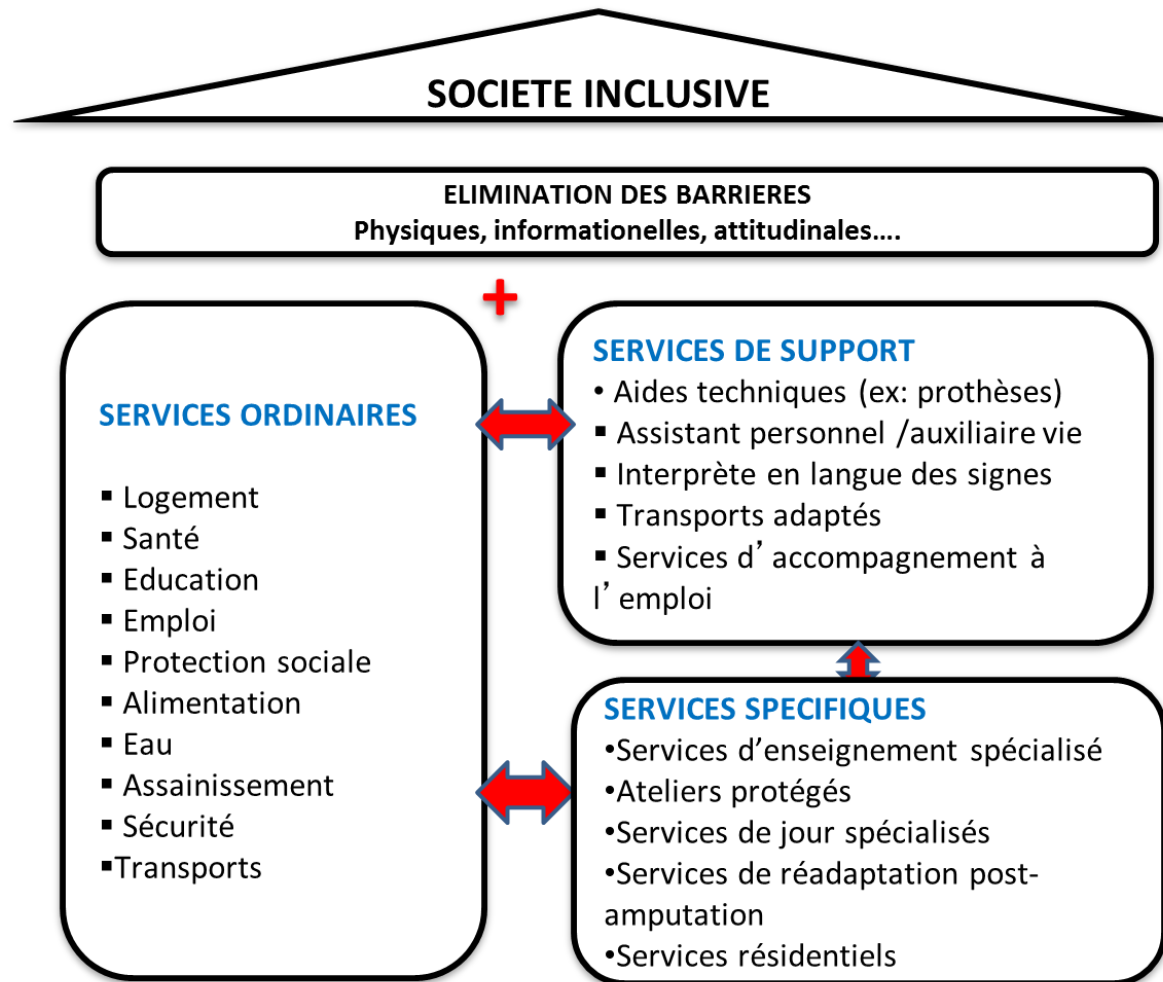 SOCIETE INCLUSIVE
ELIMINATION DES BARRIERES
Physiques, informationelles, attitudinales....
+
SERVICES ORDINAIRES
▪ Logement
▪ Santé
▪ Education
▪ Emploi
▪ Protection sociale
▪ Alimentation
▪ Eau
▪ Assainissement
▪ Sécurité
▪Transports
SERVICES DE SUPPORT
• Aides techniques (ex: prothèses)
▪ Assistant personnel /auxiliaire vie
▪ Interprète en langue des signes
▪ Transports adaptés
▪ Services d’ accompagnement à
l’ emploi
SERVICES SPECIFIQUES
•Services d’enseignement spécialisé
•Ateliers protégés
•Services de jour spécialisés
•Services de réadaptation post-
amputation
•Services résidentiels